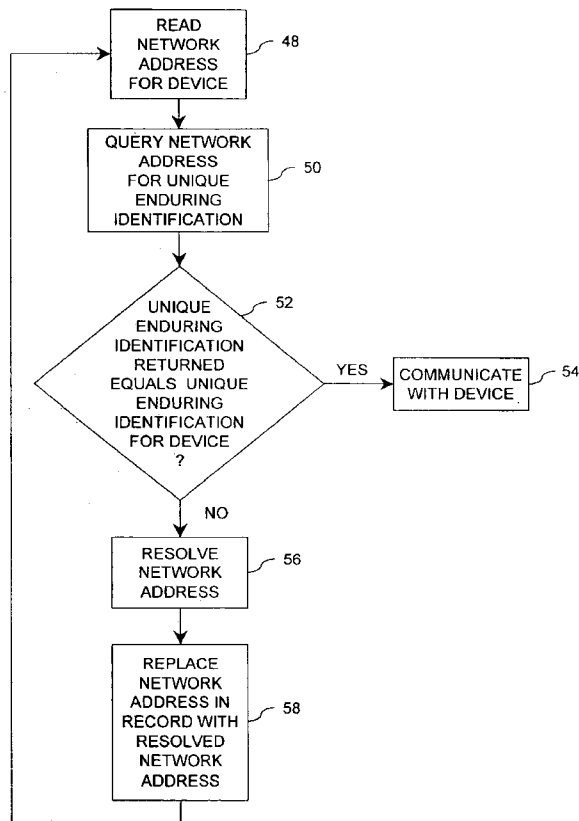 READ
NETWORK
ADDRESS
FOR DEVICE
48
QUERY NETWORK
ADDRESS
FOR UNIQUE
ENDURING
IDENTIFICATION
50
52
UNIQUE
ENDURING
IDENTIFICATION
RETURNED
EQUALS UNIQUE
ENDURING
IDENTIFICATION
FOR DEVICE
?
YES
COMMUNICATE
WITH DEVICE
54
NO
RESOLVE
NETWORK
ADDRESS
56
REPLACE
NETWORK
ADDRESS IN
RECORD WITH
RESOLVED
NETWORK
ADDRESS
58